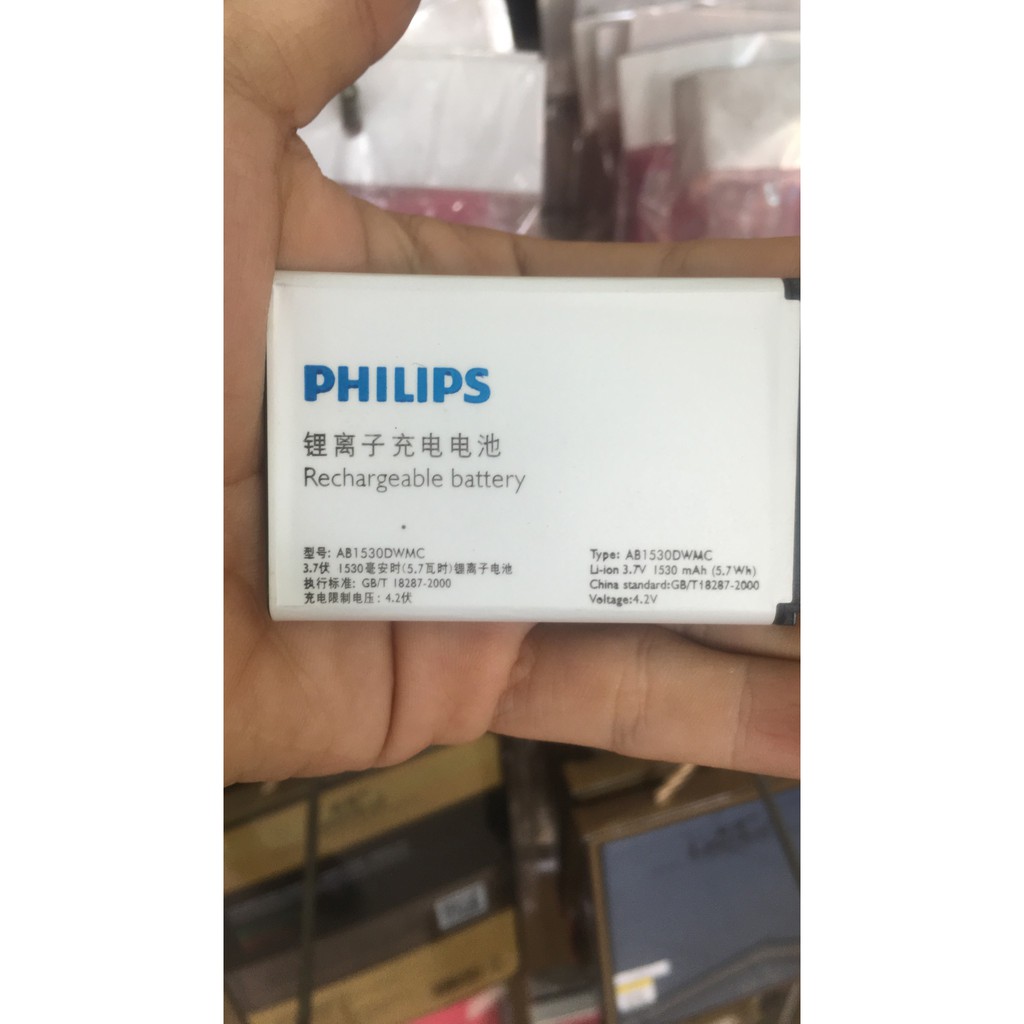 PHILIPS
锂离子充电电池
Rechargeable battery
型号: AB1530DWMC
3.7伏 1530毫安时(5.7瓦时)锂离子电池
执行标准: GB/T 18287-2000
充电限制电压: 4.2伏
Type: AB1530DWMC
Li-ion 3.7V 1530 mAh (5.7Wh)
China standard:GB/T18287-2000
Voltage:4.2V